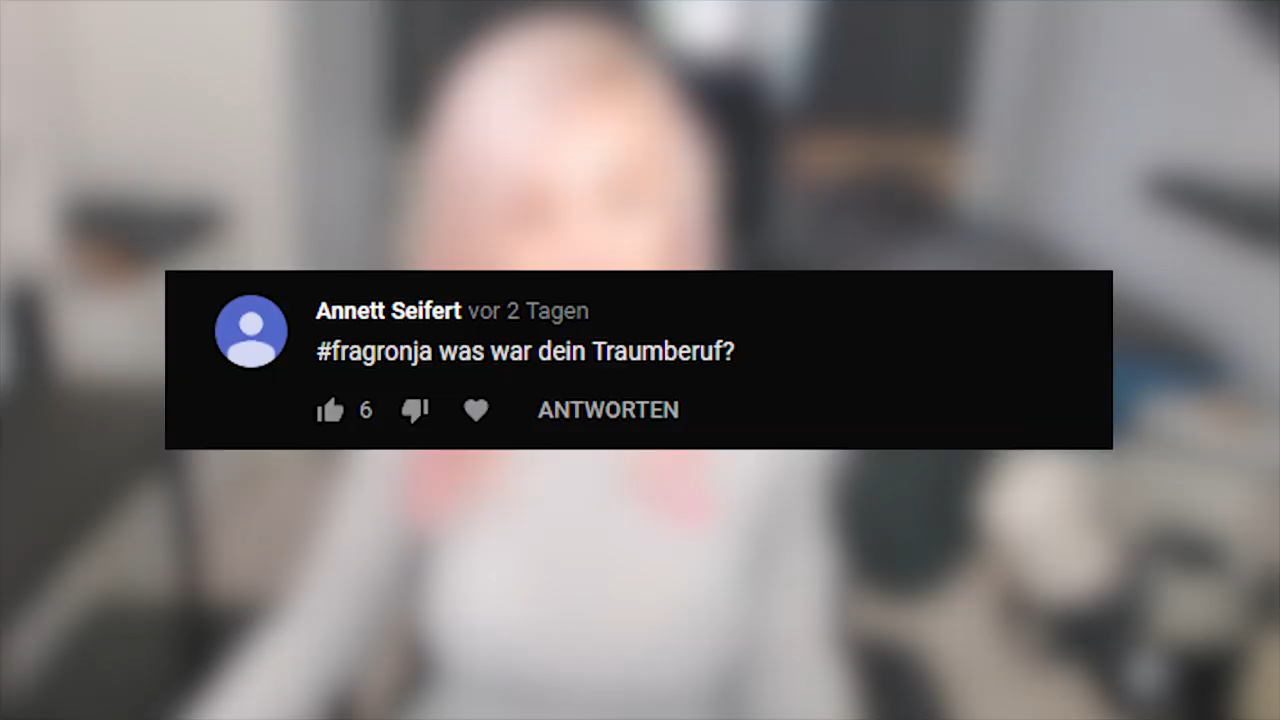 Annett Seifert vor 2 Tagen
#fragronja was war dein Traumberuf?
6 ANTWORTEN